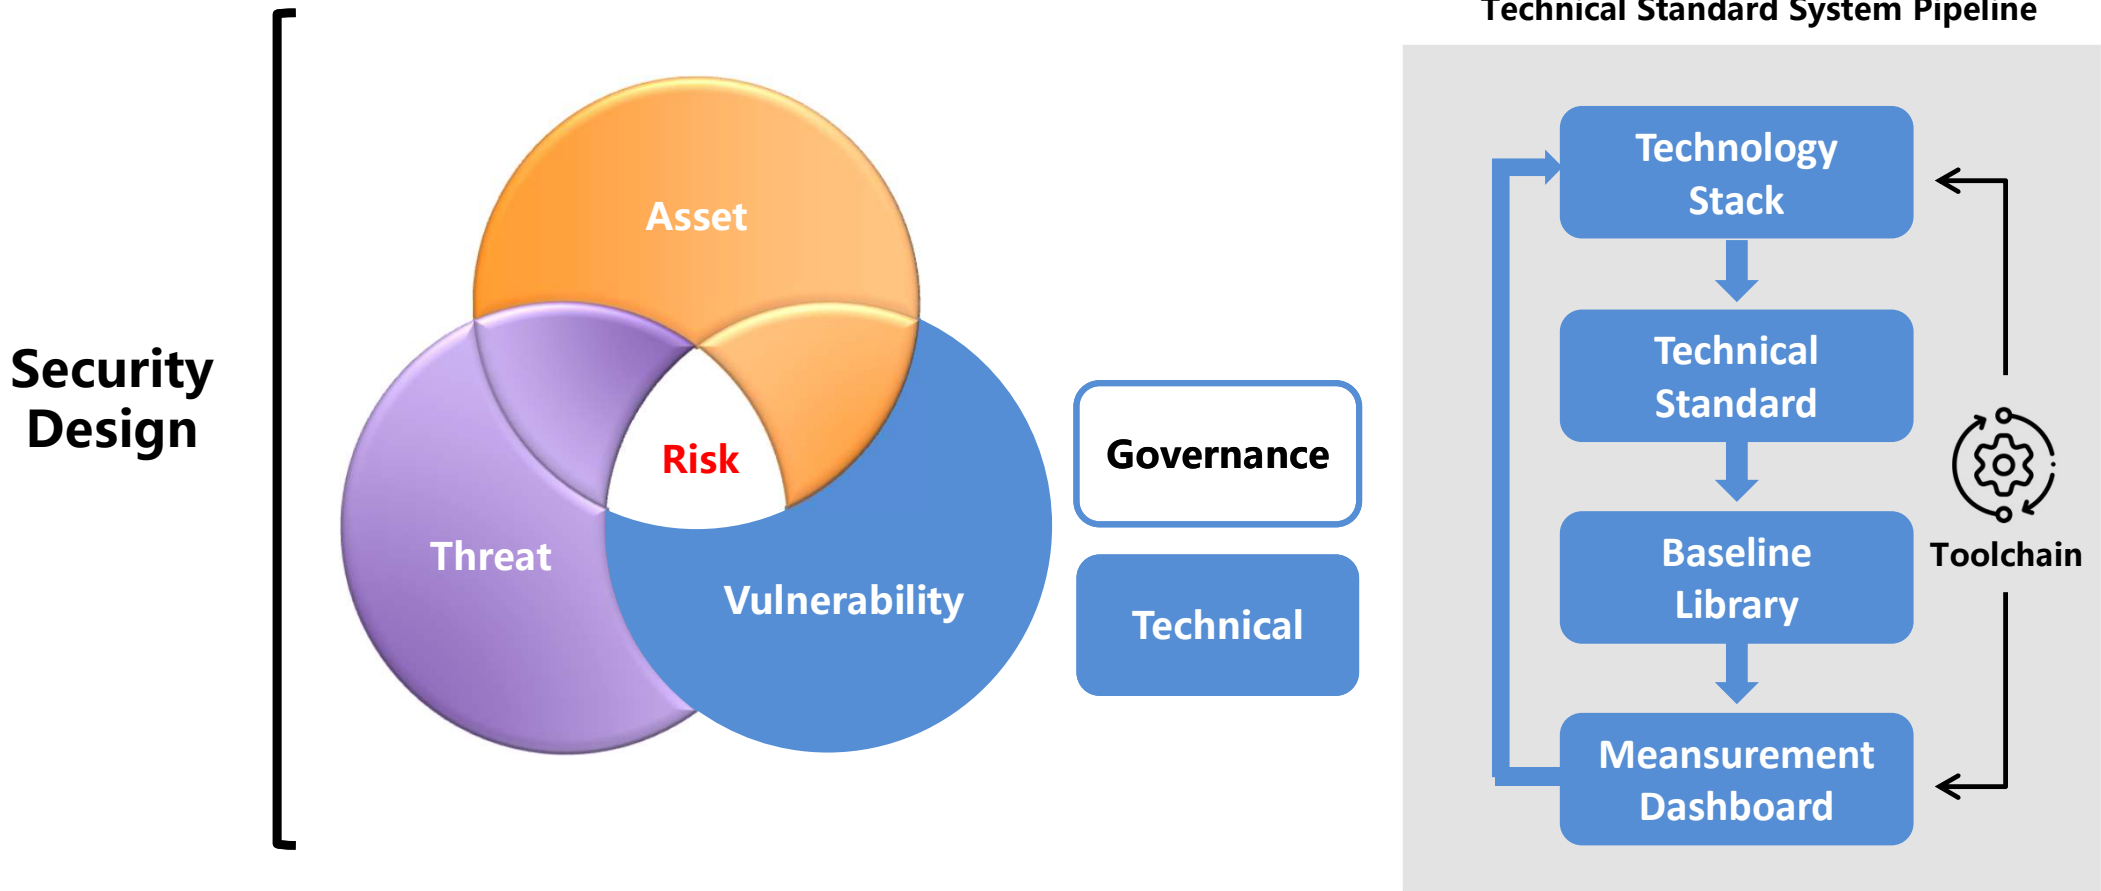 Technical Standard System Pipeline
Security
Design
Asset
Risk
Threat
Vulnerability
Governance
Technical
Technology
Stack
Technical
Standard
Baseline
Library
Meansurement
Dashboard
Toolchain